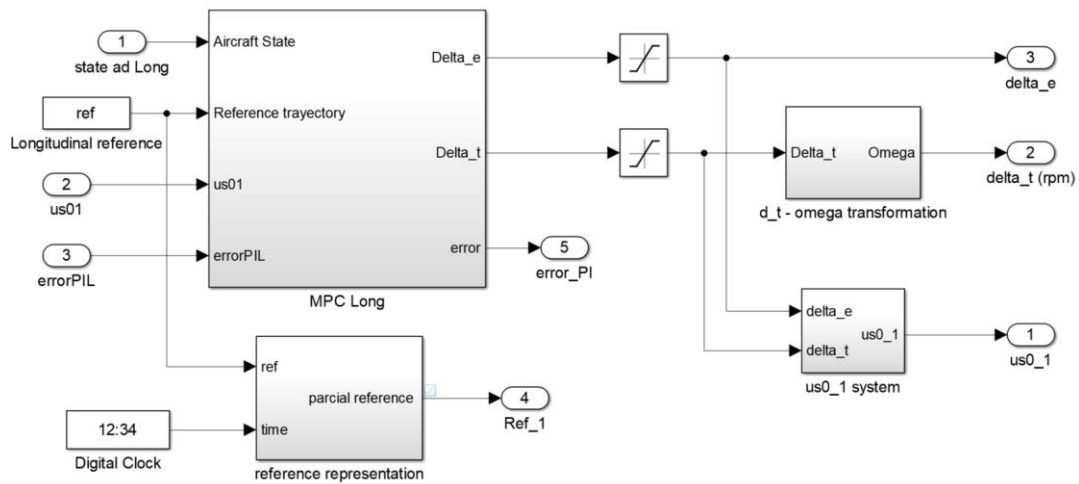 1
state ad Long
ref
Longitudinal reference
2
us01
3
errorPIL
Aircraft State
Reference trayectory
us01
errorPIL
Delta_e
Delta_t
error
MPC Long
5
error_PI
3
delta_e
Delta_t
Omega
d_t - omega transformation
2
delta_t (rpm)
delta_e
delta_t
us0_1
us0_1 system
1
us0_1
ref
time
parcial reference
reference representation
12:34
Digital Clock
4
Ref_1